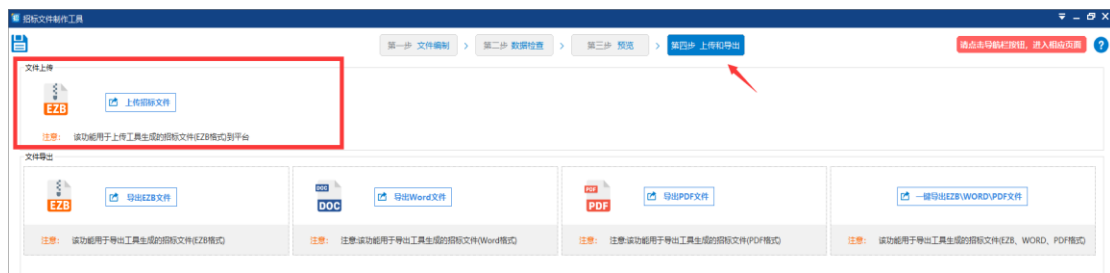 招标文件制作工具
第一步 文件编制 > 第二步 数据检查 > 第三步 预览 > 第四步 上传和导出
请点击导航栏按钮，进入相应页面 ?
文件上传
EZB
上传招标文件
注意： 该功能用于上传工具生成的招标文件(EZB格式)到平台
文件导出
EZB
导出EZB文件
DOC
DOC
导出Word文件
PDF
PDF
导出PDF文件
一键导出EZB\WORD\PDF文件
注意： 该功能用于导出工具生成的招标文件(EZB格式)
注意： 注意:该功能用于导出工具生成的招标文件(Word格式)
注意： 注意:该功能用于导出工具生成的招标文件(PDF格式)
注意： 该功能用于导出工具生成的招标文件(EZB、WORD、PDF格式)